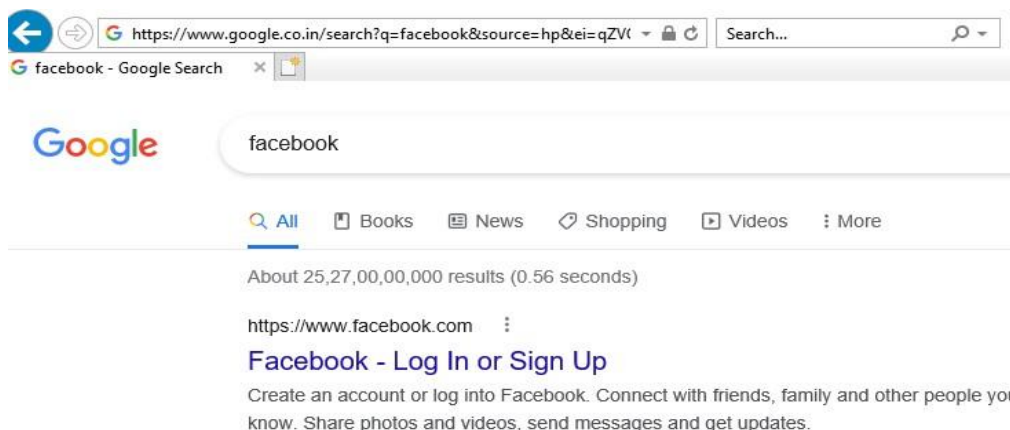 https://www.google.co.in/search?q=facebook&source=hp&ei=qZV( Search...
facebook - Google Search
Google facebook
All Books News Shopping Videos More
About 25,27,00,00,000 results (0.56 seconds)
https://www.facebook.com
Facebook - Log In or Sign Up
Create an account or log into Facebook. Connect with friends, family and other people you
know. Share photos and videos, send messages and get updates.